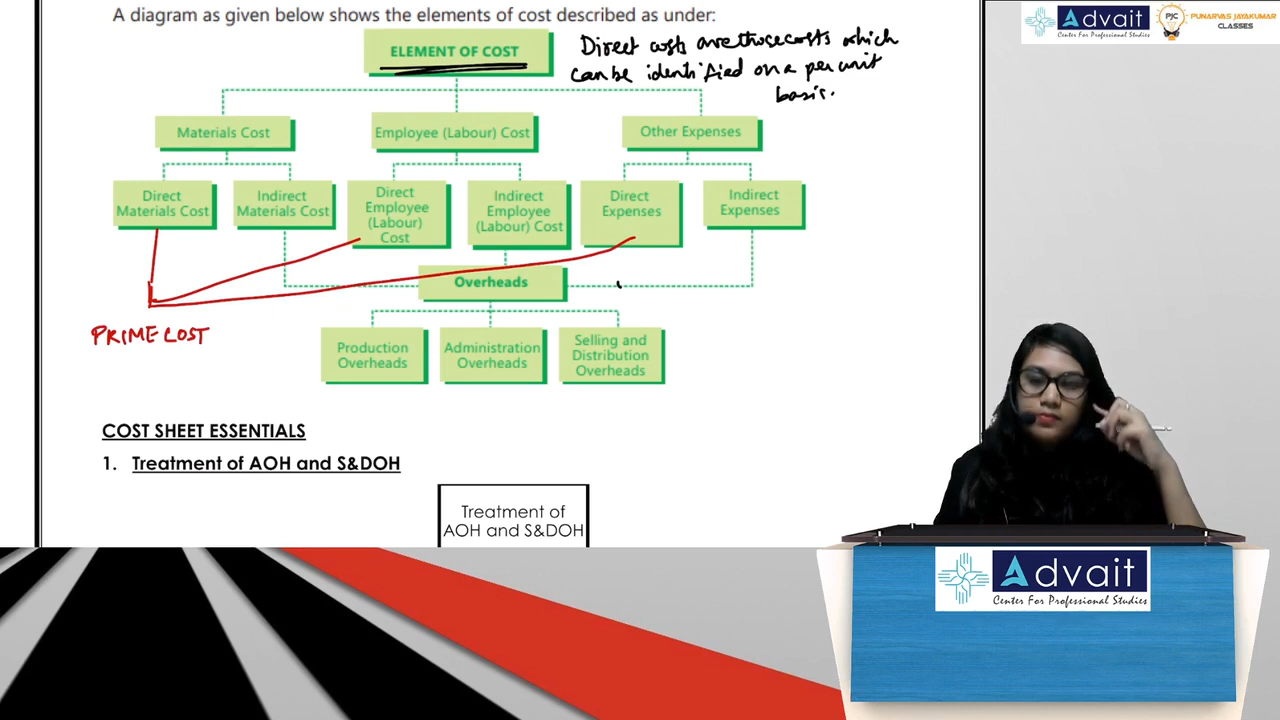 A diagram as given below shows the elements of cost described as under:
ELEMENT OF COST
Direct costs are those costs which
can be identified on a per unit
basis.
Materials Cost
Employee (Labour) Cost
Other Expenses
Direct
Materials Cost
Indirect
Materials Cost
Direct
Employee
(Labour)
Cost
Indirect
Employee
(Labour) Cost
Direct
Expenses
Indirect
Expenses
Overheads
PRIME COST
Production
Overheads
Administration
Overheads
Selling and
Distribution
Overheads
COST SHEET ESSENTIALS
1. Treatment of AOH and S&DOH
Treatment of
AOH and S&DOH
Advait
Center For Professional Studies
PJC
PUNARVAS JAYAKUMAR
CLASSES
Advait
Center For Professional Studies